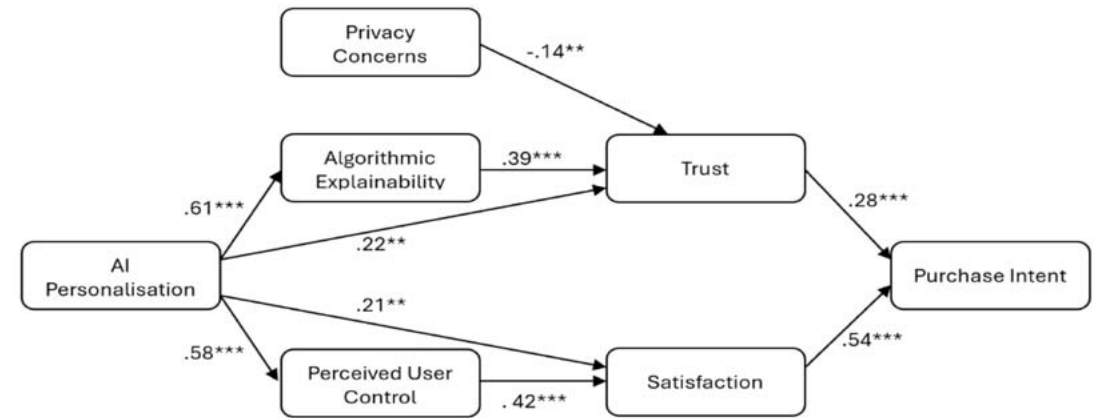 Privacy
Concerns
-.14**
Algorithmic
Explainability
.39***
Trust
.61***
.22**
.28***
AI
Personalisation
Purchase Intent
.21**
.58***
.54***
Perceived User
Control
. 42***
Satisfaction